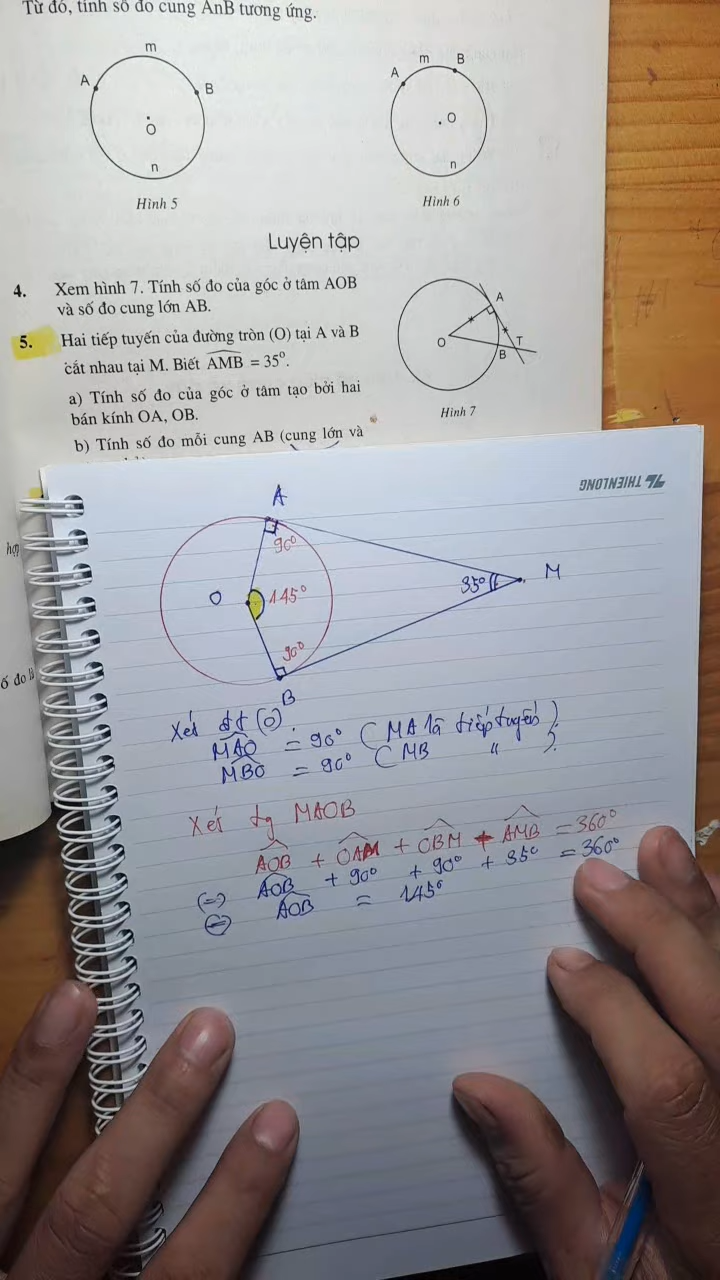 Từ đó, tính số đo cung AnB tương ứng.
m
A
B
O
n
Hình 5
m
A
B
O
n
Hình 6
Luyện tập
4. Xem hình 7. Tính số đo của góc ở tâm AOB
và số đo cung lớn AB.
5. Hai tiếp tuyến của đường tròn (O) tại A và B
cắt nhau tại M. Biết AMB = 35°.
a) Tính số đo của góc ở tâm tạo bởi hai
bán kính OA, OB.
b) Tính số đo mỗi cung AB (cung lớn và
A
O
B
T
Hình 7
hợp
số đo
THIENLONG
A
90°
O
145°
35°
M
90°
B
Xét đt (O)
MAO = 90° (MA là tiếp tuyến)
MBO = 90° (MB " )
Xét tg MAOB
AOB + OAM + OBM + AMB = 360°
(=) AOB + 90° + 90° + 35° = 360°
(=) AOB = 145°